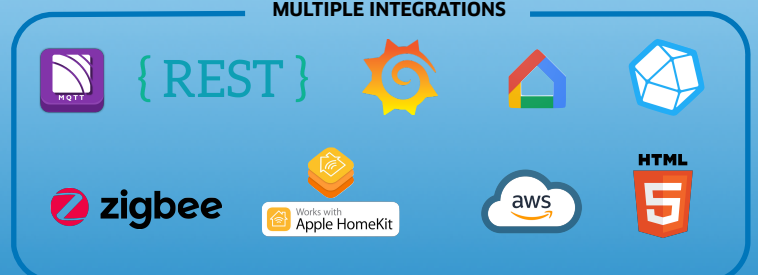 MULTIPLE INTEGRATIONS
MQTT
{ REST }
zigbee
Works with
Apple HomeKit
aws
HTML
5